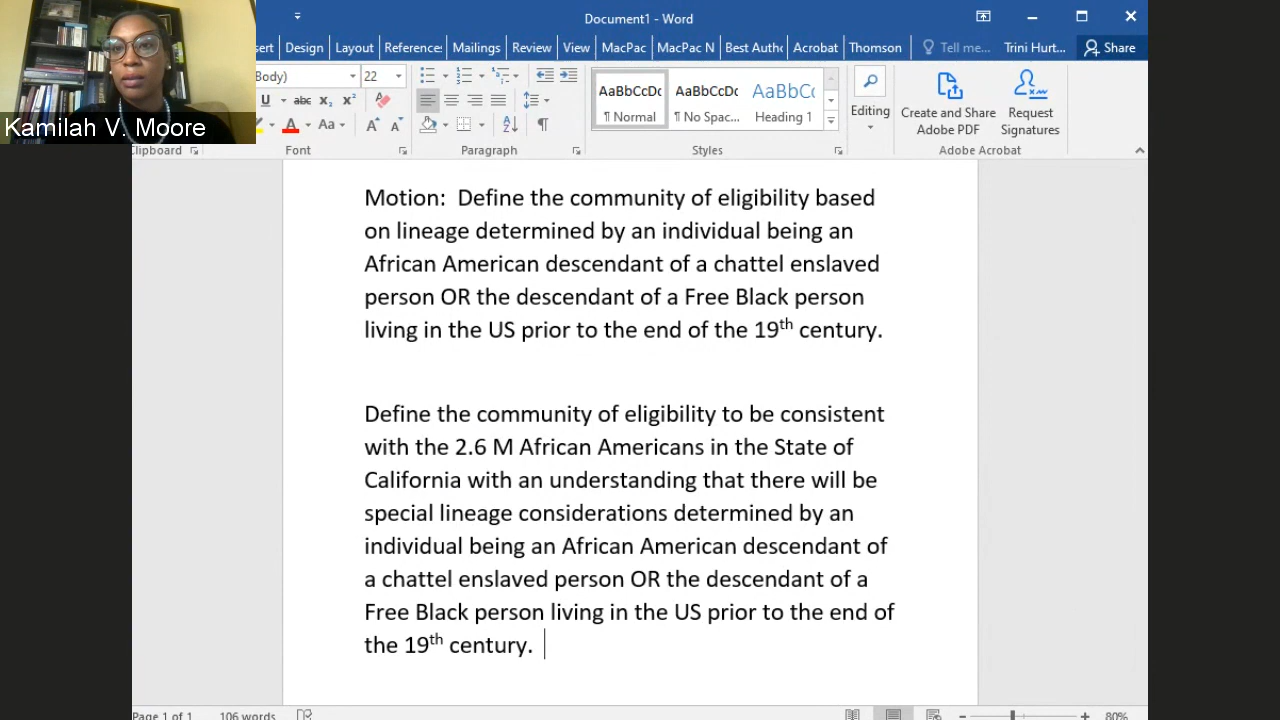 Document1 - Word
Kamilah V. Moore
sert Design Layout References Mailings Review View MacPac MacPac N Best Autho Acrobat Thomson Tell me... Trini Hurt... Share
Body) 22
AaBbCcDc AaBbCcDc AaBbCc
¶ Normal ¶ No Spac... Heading 1
Editing
Create and Share Adobe PDF
Request Signatures
Clipboard Font Paragraph Styles Adobe Acrobat
Motion: Define the community of eligibility based
on lineage determined by an individual being an
African American descendant of a chattel enslaved
person OR the descendant of a Free Black person
living in the US prior to the end of the 19th century.
Define the community of eligibility to be consistent
with the 2.6 M African Americans in the State of
California with an understanding that there will be
special lineage considerations determined by an
individual being an African American descendant of
a chattel enslaved person OR the descendant of a
Free Black person living in the US prior to the end of
the 19th century.
Page 1 of 1 106 words 80%